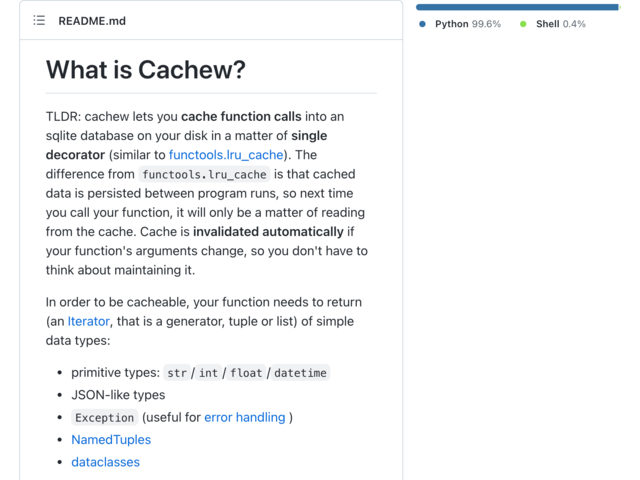 README.md
Python 99.6%
Shell 0.4%
What is Cachew?
TLDR: cachew lets you cache function calls into an
sqlite database on your disk in a matter of single
decorator (similar to functools.lru_cache). The
difference from functools.lru_cache is that cached
data is persisted between program runs, so next time
you call your function, it will only be a matter of reading
from the cache. Cache is invalidated automatically if
your function's arguments change, so you don't have to
think about maintaining it.
In order to be cacheable, your function needs to return
(an Iterator, that is a generator, tuple or list) of simple
data types:
• primitive types: str / int / float / datetime
• JSON-like types
• Exception (useful for error handling )
• NamedTuples
• dataclasses